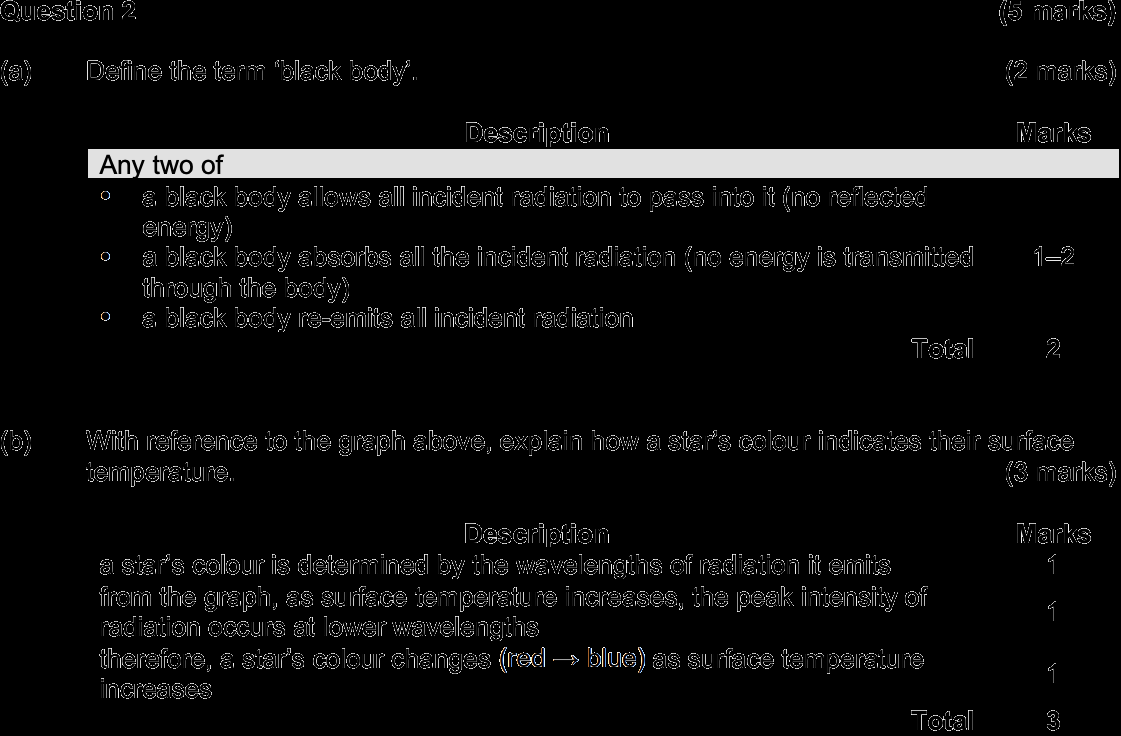 Question 2 (5 marks)
(a) Define the term ‘black body’. (2 marks)
Description Marks
Any two of
• a black body allows all incident radiation to pass into it (no reflected
energy)
• a black body absorbs all the incident radiation (no energy is transmitted 1–2
through the body)
• a black body re-emits all incident radiation
Total 2
(b) With reference to the graph above, explain how a star’s colour indicates their surface
temperature. (3 marks)
Description Marks
a star’s colour is determined by the wavelengths of radiation it emits 1
from the graph, as surface temperature increases, the peak intensity of
radiation occurs at lower wavelengths 1
therefore, a star’s colour changes (red → blue) as surface temperature
increases 1
Total 3